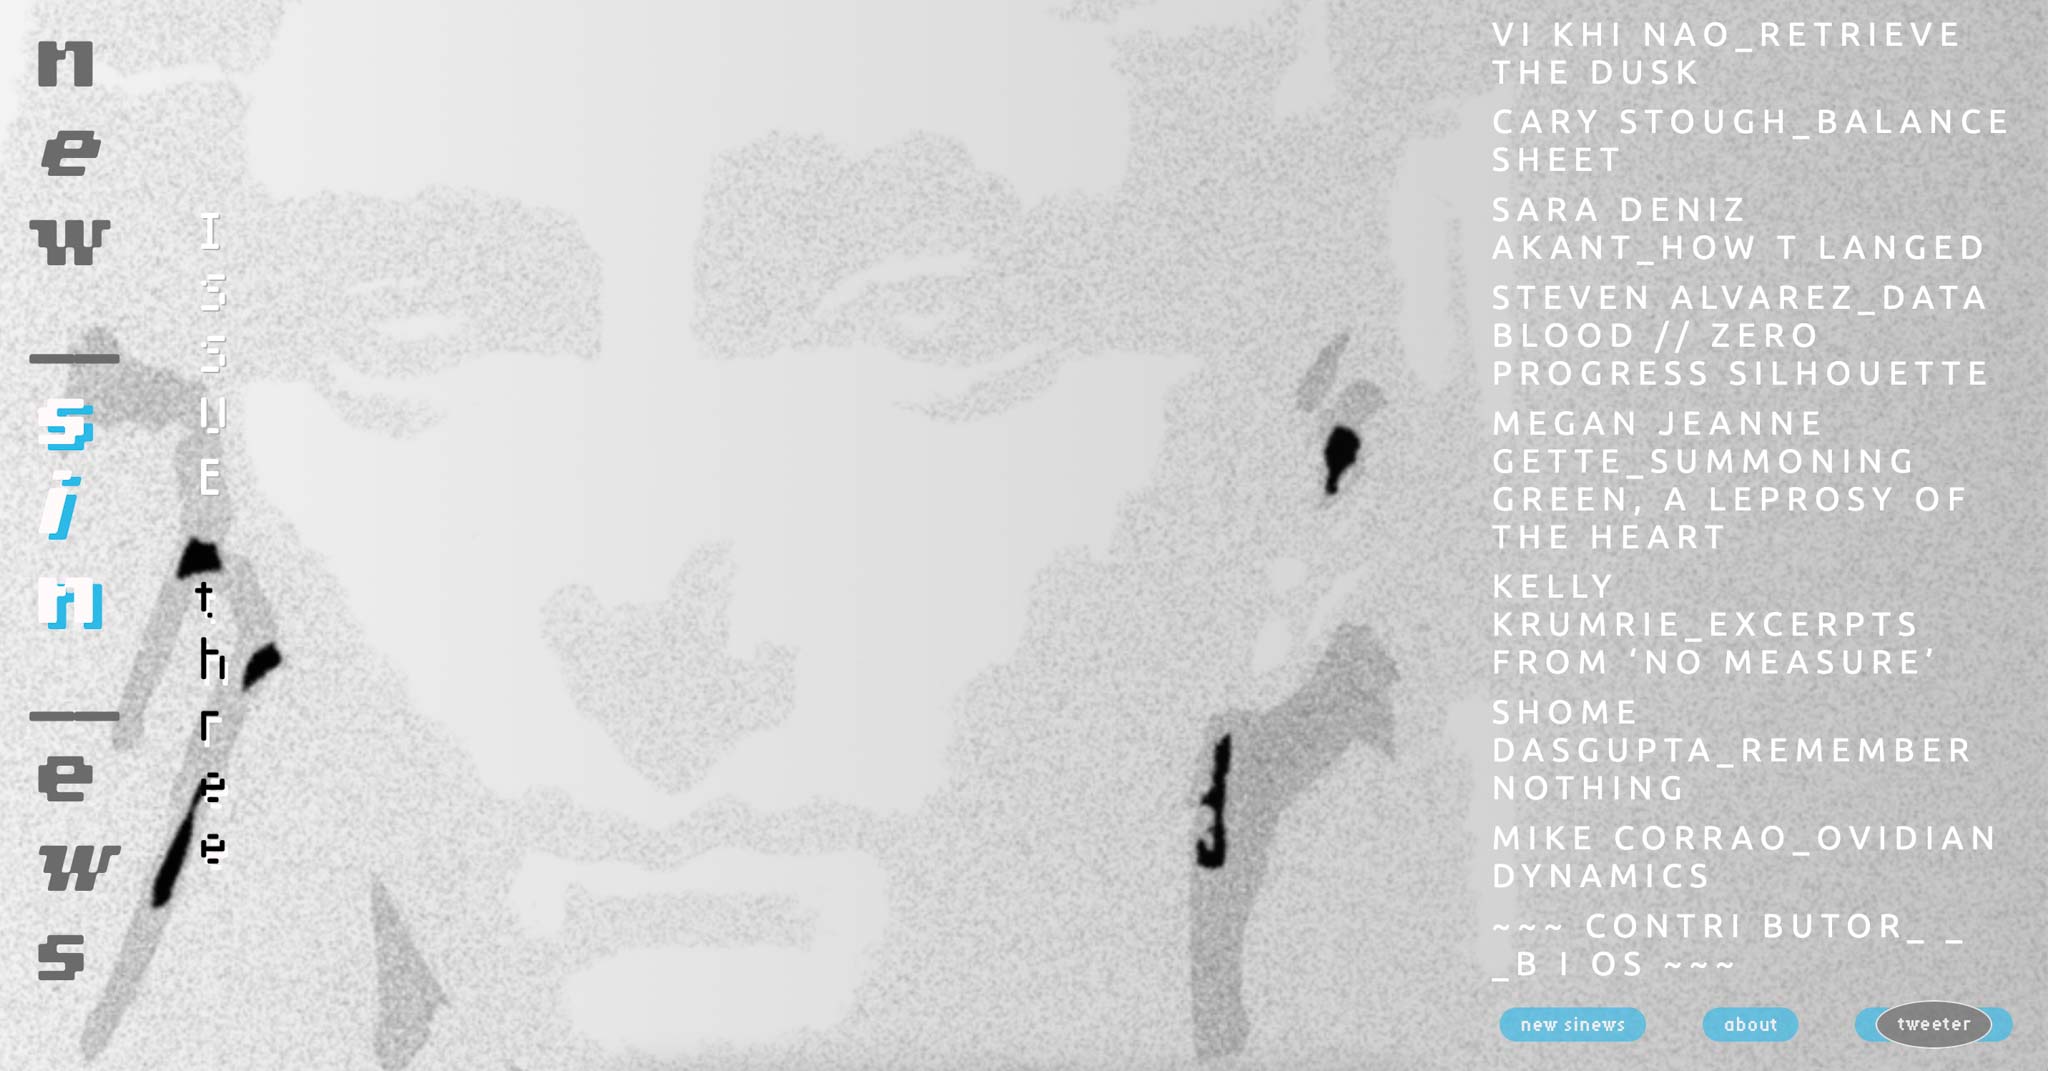 new_sin_ews
ISSUE
three
VI KHI NAO_RETRIEVE
THE DUSK
CARY STOUGH_BALANCE
SHEET
SARA DENIZ
AKANT_HOW T LANGED
STEVEN ALVAREZ_DATA
BLOOD // ZERO
PROGRESS SILHOUETTE
MEGAN JEANNE
GETTE_SUMMONING
GREEN, A LEPROSY OF
THE HEART
KELLY
KRUMRIE_EXCERPTS
FROM ‘NO MEASURE’
SHOME
DASGUPTA_REMEMBER
NOTHING
MIKE CORRAO_OVIDIAN
DYNAMICS
~~~ CONTRI BUTOR_ _
_B I OS ~~~
new sinews about tweeter